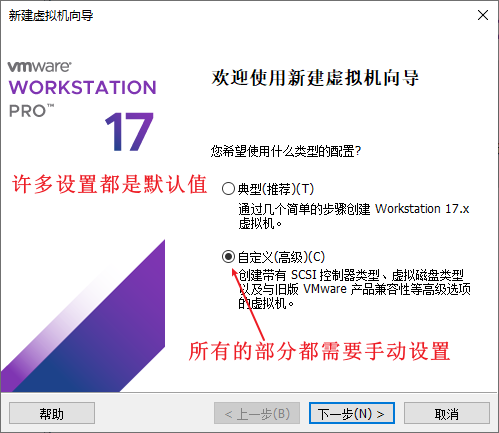 新建虚拟机向导
vmware
WORKSTATION
PRO™
17
欢迎使用新建虚拟机向导
您希望使用什么类型的配置?
许多设置都是默认值
典型(推荐)(T)
通过几个简单的步骤创建 Workstation 17.x
虚拟机。
自定义(高级)(C)
创建带有 SCSI 控制器类型、虚拟磁盘类型
以及与旧版 VMware 产品兼容性等高级选项
的虚拟机。
所有的部分都需要手动设置
帮助
< 上一步(B)
下一步(N) >
取消